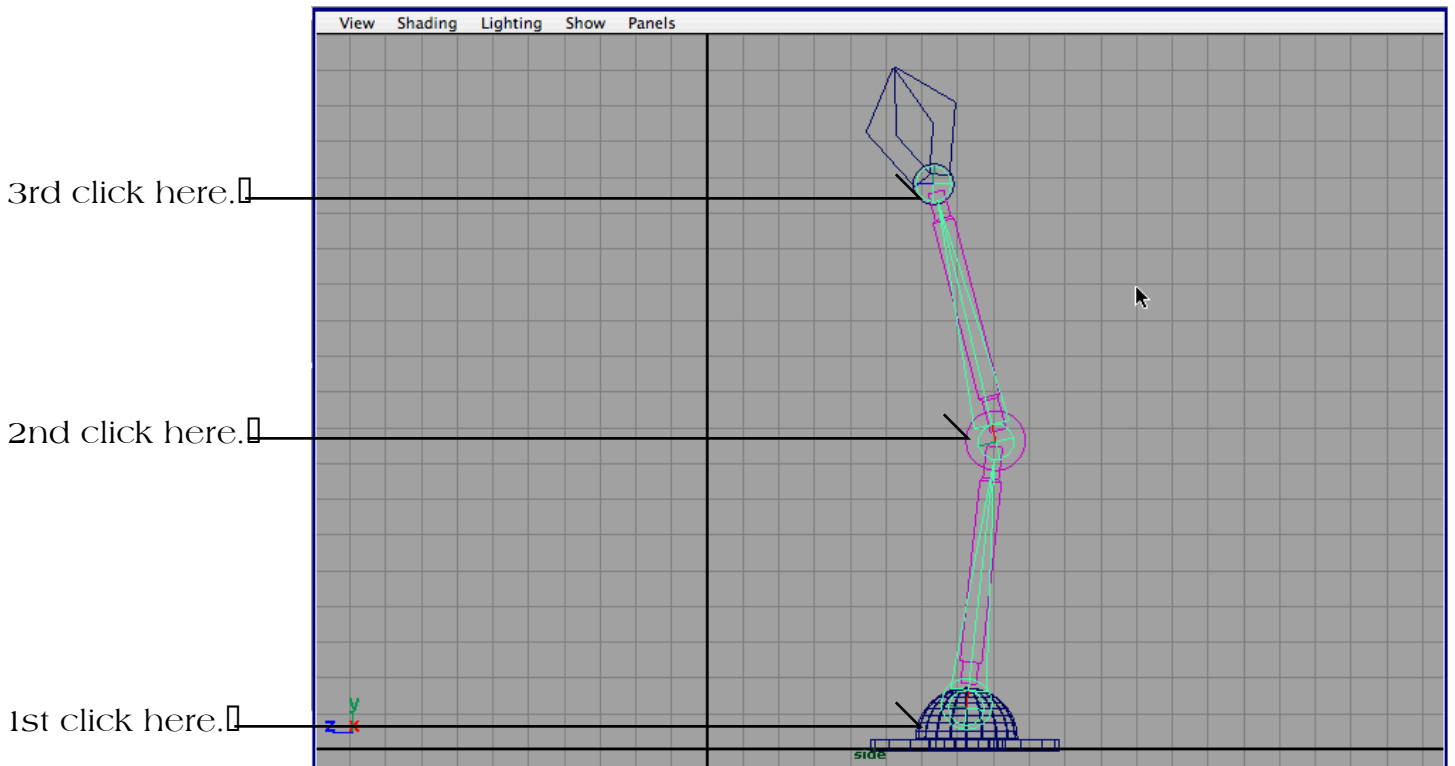 View Shading Lighting Show Panels
3rd click here.
2nd click here.
1st click here.
y
z x
side